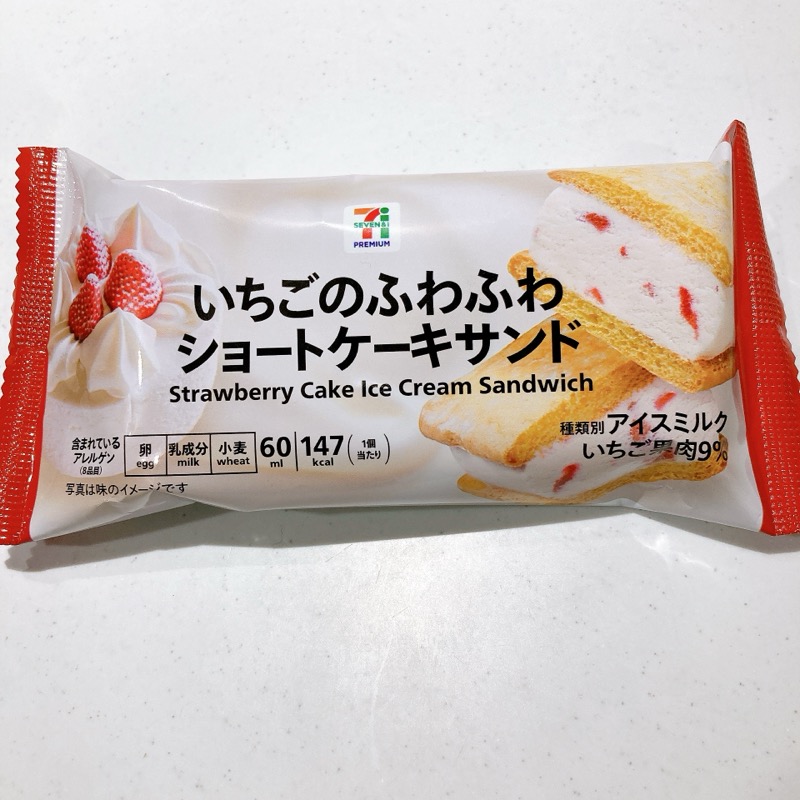 SEVEN&i
PREMIUM
いちごのふわふわ
ショートケーキサンド
Strawberry Cake Ice Cream Sandwich
種類別 アイスミルク
いちご果肉9%
含まれている
アレルゲン
(8品目)
卵 乳成分 小麦
egg milk wheat
60
ml
147
kcal
(1個
当たり)
写真は味のイメージです